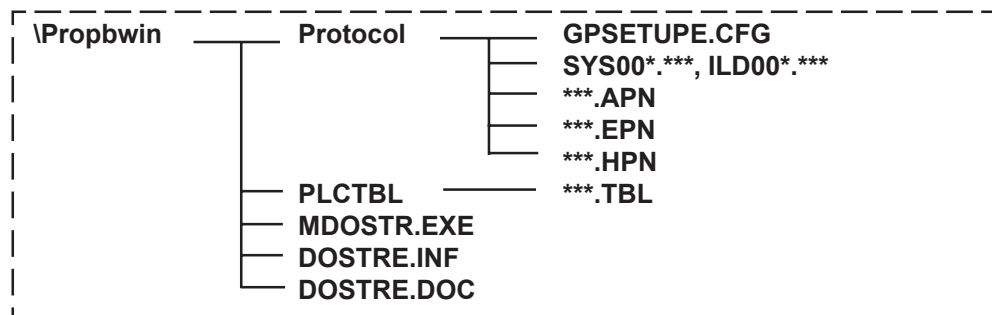 \Propbwin Protocol GPSETUPE.CFG
SYS00*.***, ILD00*.***
***.APN
***.EPN
***.HPN
PLCTBL ***.TBL
MDOSTR.EXE
DOSTRE.INF
DOSTRE.DOC